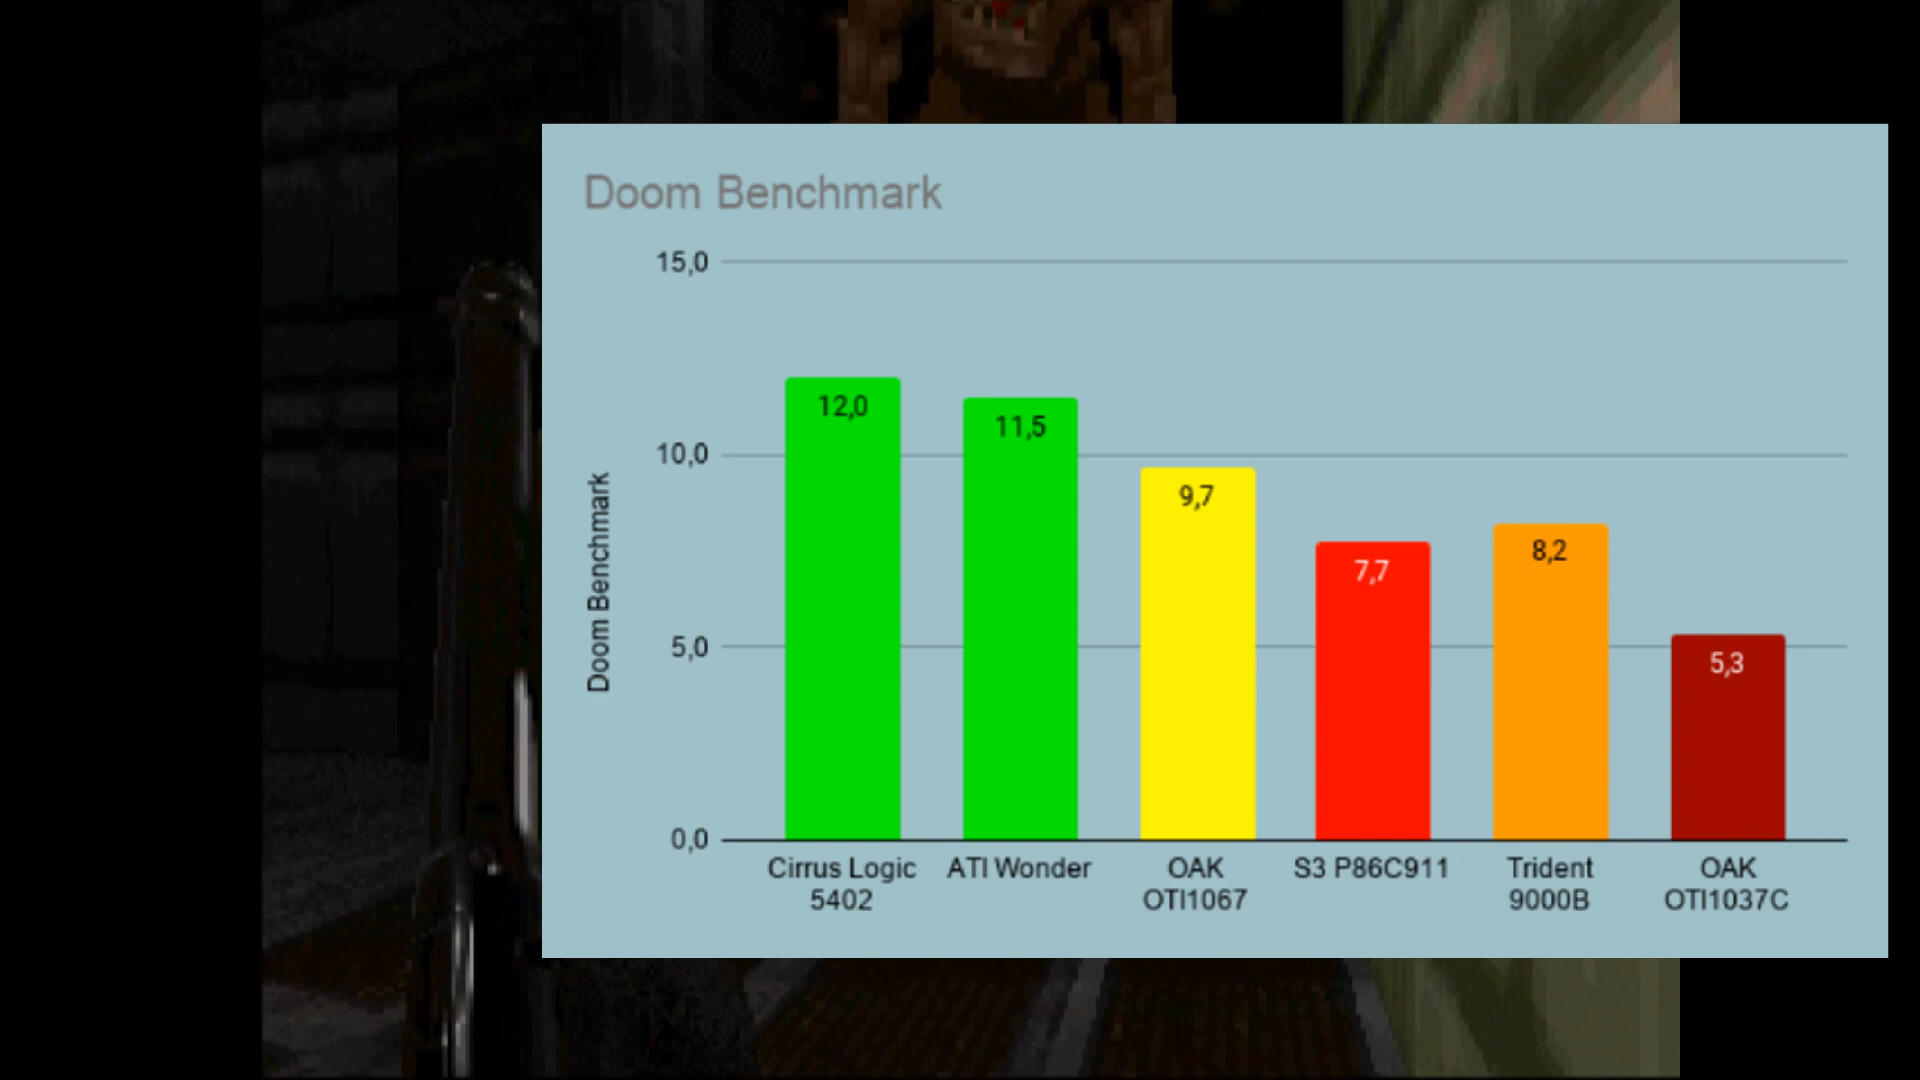 Doom Benchmark
15,0
10,0
5,0
0,0
Doom Benchmark
12,0
11,5
9,7
7,7
8,2
5,3
Cirrus Logic
5402
ATI Wonder
OAK
OTI1067
S3 P86C911
Trident
9000B
OAK
OTI1037C